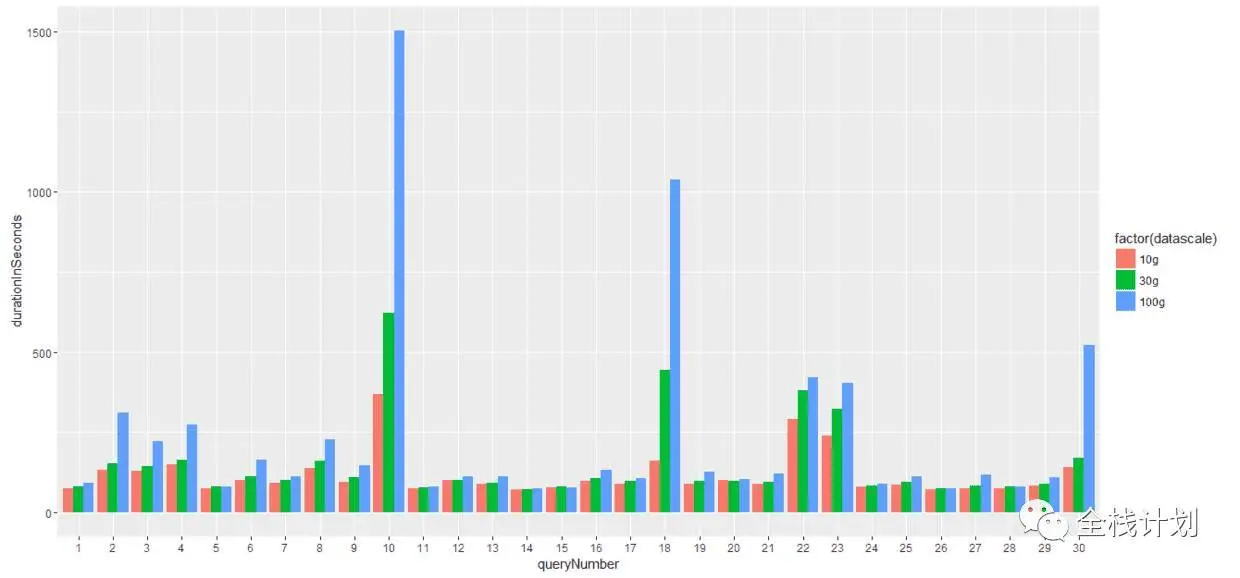 1500
1000
500
0
durationInSeconds
1 2 3 4 5 6 7 8 9 10 11 12 13 14 15 16 17 18 19 20 21 22 23 24 25 26 27 28 29 30
queryNumber
factor(datascale)
10g
30g
100g
全栈计划